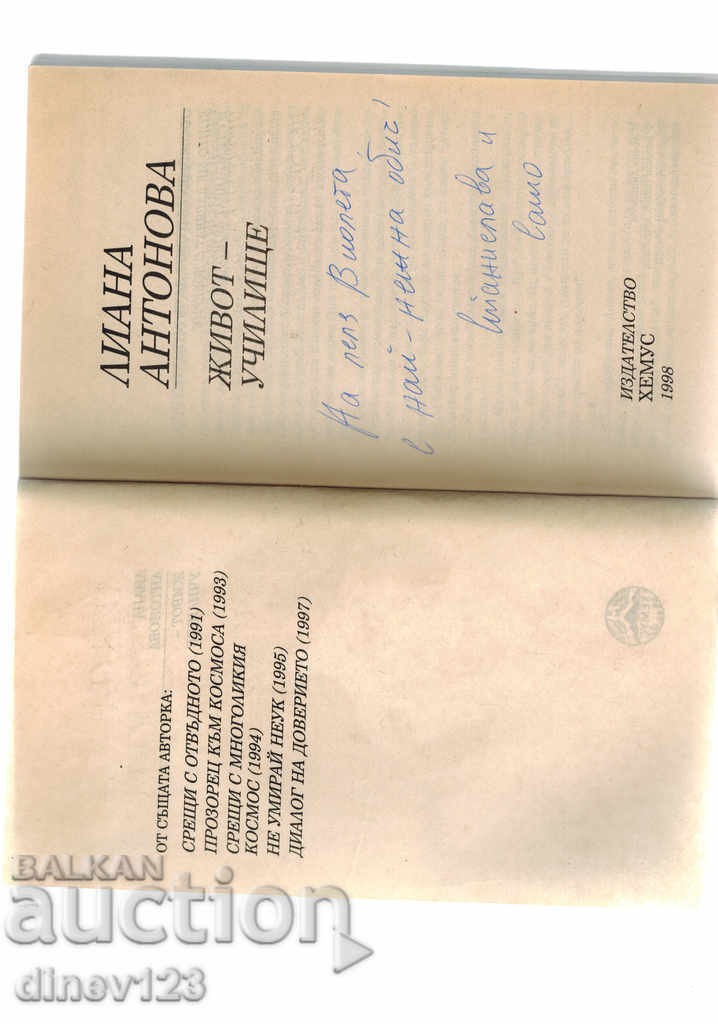 ОТ СЪЩАТА АВТОРКА:
СРЕЩИ С ОТВЪДНОТО (1991)
ПРОЗОРЕЦ КЪМ КОСМОСА (1993)
СРЕЩИ С МНОГОЛИКИЯ
КОСМОС (1994)
НЕ УМИРАЙ НЕУК (1995)
ДИАЛОГ НА ДОВЕРИЕТО (1997)
ЛИАНА
АНТОНОВА
ЖИВОТ –
УЧИЛИЩЕ
На леля Виолета
с най-нежна обич!
Станислава и
ИЗДАТЕЛСТВО
ХЕМУС
1998
BALKAN
auction
dinev123